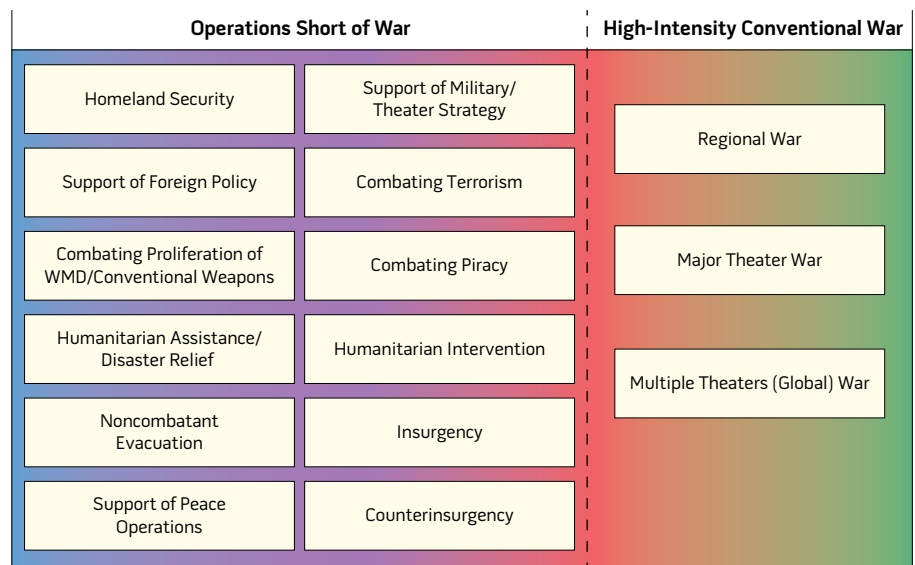 Operations Short of War
High-Intensity Conventional War
Homeland Security
Support of Military/
Theater Strategy
Support of Foreign Policy
Combating Terrorism
Combating Proliferation of
WMD/Conventional Weapons
Combating Piracy
Humanitarian Assistance/
Disaster Relief
Humanitarian Intervention
Noncombatant
Evacuation
Insurgency
Support of Peace
Operations
Counterinsurgency
Regional War
Major Theater War
Multiple Theaters (Global) War